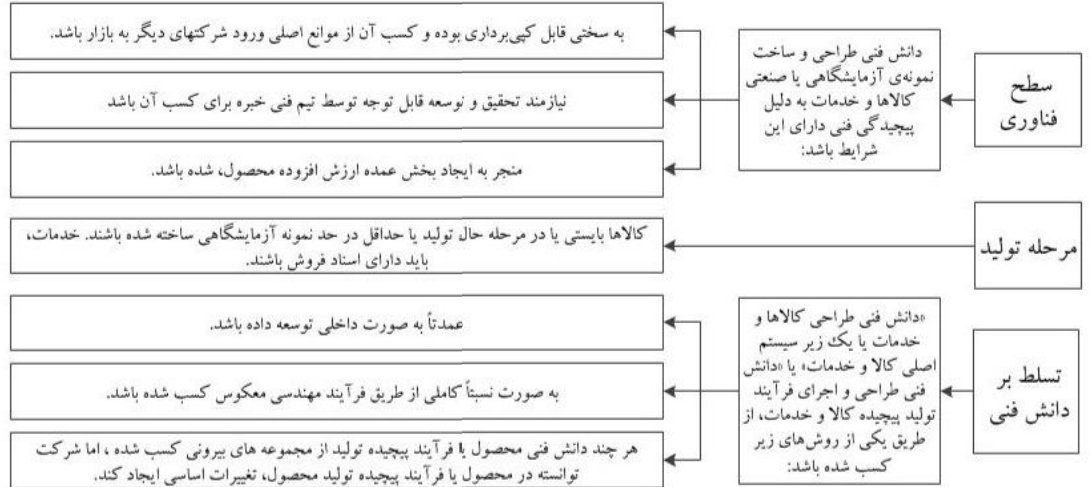 سطح
فناوری
دانش فنی طراحی و ساخت
نمونه‌ی آزمایشگاهی یا صنعتی
کالاها و خدمات به دلیل
پیچیدگی فنی دارای این
شرایط باشد:
به سختی قابل کپی‌برداری بوده و کسب آن از موانع اصلی ورود شرکتهای دیگر به بازار باشد.
نیازمند تحقیق و توسعه قابل توجه توسط تیم فنی خبره برای کسب آن باشد
منجر به ایجاد بخش عمده ارزش افزوده محصول، شده باشد.
مرحله تولید
کالاها بایستی یا در مرحله حال تولید یا حداقل در حد نمونه آزمایشگاهی ساخته شده باشند. خدمات،
باید دارای اسناد فروش باشند.
تسلط بر
دانش فنی
«دانش فنی طراحی کالاها و
خدمات یا یک زیر سیستم
اصلی کالا و خدمات» یا «دانش
فنی طراحی و اجرای فرآیند
تولید پیچیده کالا و خدمات، از
طریق یکی از روش‌های زیر
کسب شده باشد:
عمدتاً به صورت داخلی توسعه داده باشد.
به صورت نسبتاً کاملی از طریق فرآیند مهندسی معکوس کسب شده باشد.
هر چند دانش فنی محصول یا فرآیند پیچیده تولید از مجموعه های بیرونی کسب شده ، اما شرکت
توانسته در محصول یا فرآیند پیچیده تولید محصول، تغییرات اساسی ایجاد کند.